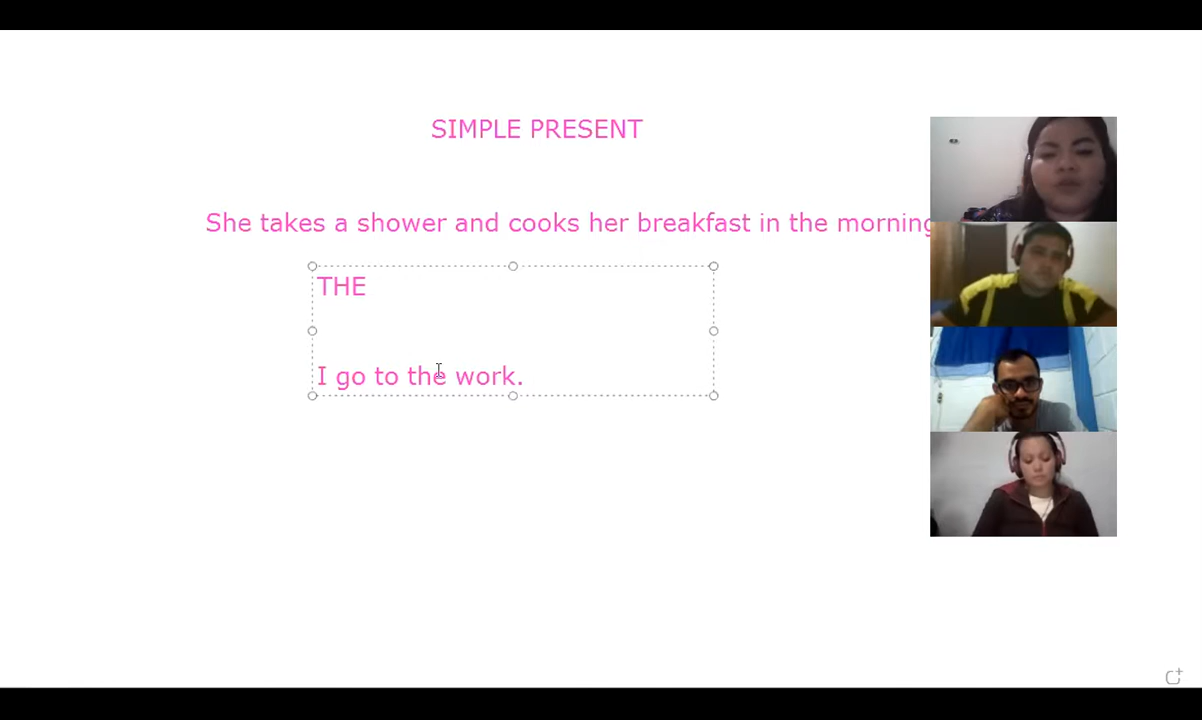 SIMPLE PRESENT
She takes a shower and cooks her breakfast in the morning
THE
I go to the work.